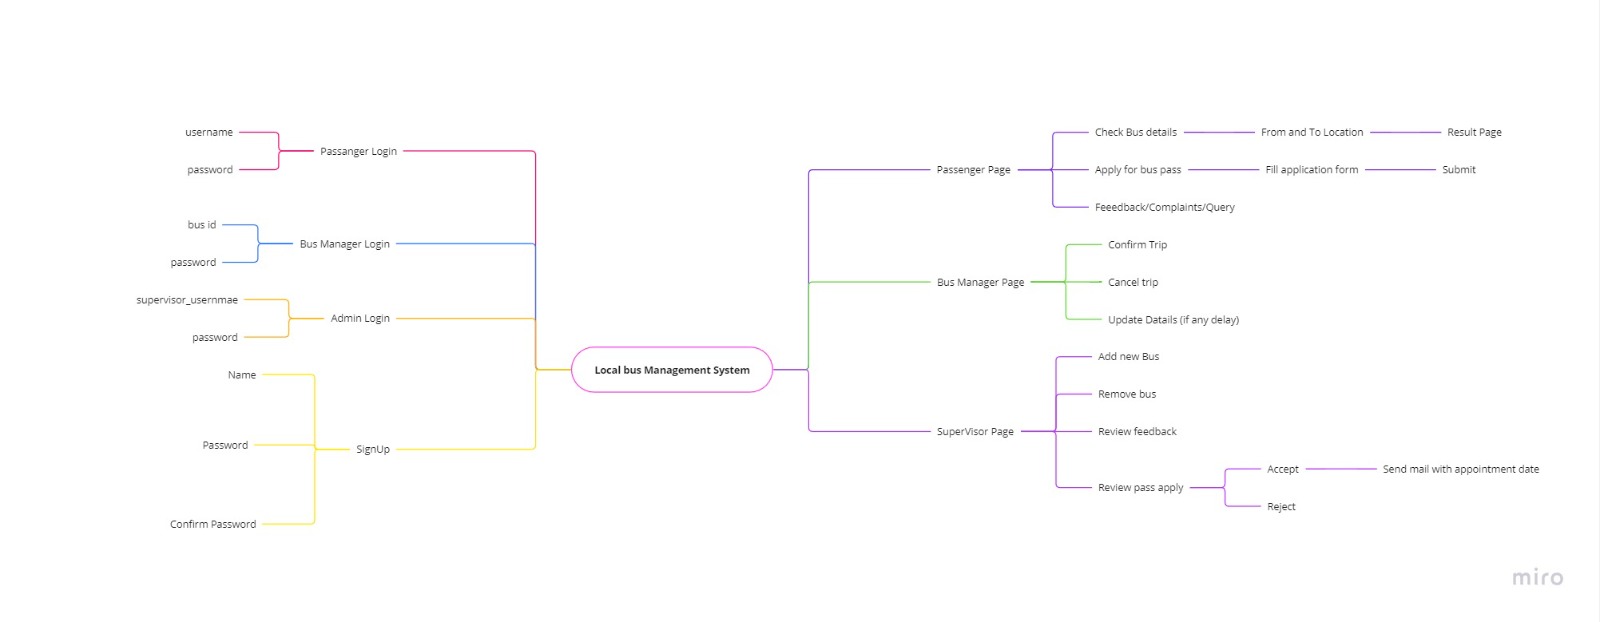 username
password
Passanger Login
bus id
password
Bus Manager Login
supervisor_usernmae
password
Admin Login
Name
Password
Confirm Password
SignUp
Local bus Management System
Passenger Page
Check Bus details
From and To Location
Result Page
Apply for bus pass
Fill application form
Submit
Feeedback/Complaints/Query
Bus Manager Page
Confirm Trip
Cancel trip
Update Datails (if any delay)
SuperVisor Page
Add new Bus
Remove bus
Review feedback
Review pass apply
Accept
Send mail with appointment date
Reject
miro